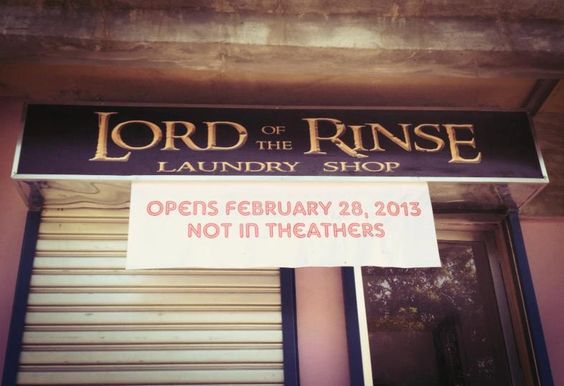 LORD OF THE RINSE
LAUNDRY SHOP
OPENS FEBRUARY 28, 2013
NOT IN THEATHERS